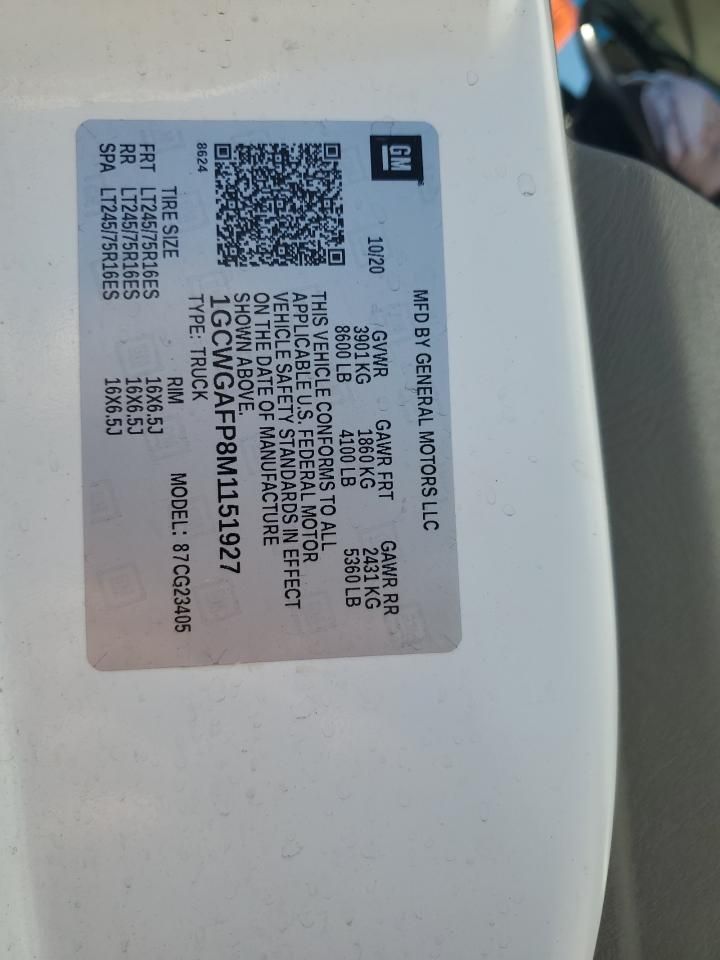 GM
MFD BY GENERAL MOTORS LLC
10/20 GVWR GAWR FRT GAWR RR
3901 KG 1860 KG 2431 KG
8600 LB 4100 LB 5360 LB
THIS VEHICLE CONFORMS TO ALL
APPLICABLE U.S. FEDERAL MOTOR
VEHICLE SAFETY STANDARDS IN EFFECT
ON THE DATE OF MANUFACTURE
SHOWN ABOVE.
1GCWGAFP8M1151927
8624 TYPE: TRUCK MODEL: 87CG23405
TIRE SIZE RIM
FRT LT245/75R16ES 16X6.5J
RR LT245/75R16ES 16X6.5J
SPA LT245/75R16ES 16X6.5J